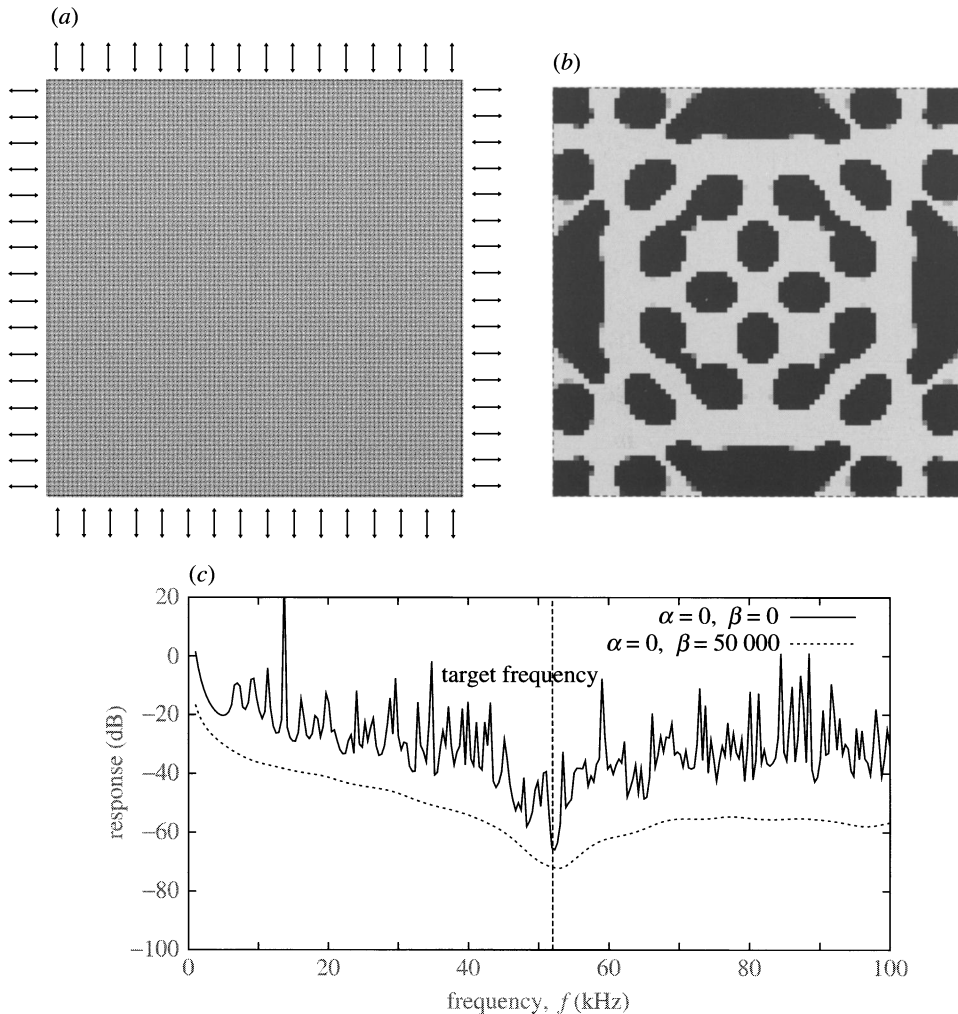 (a)
(b)
(c)
α = 0, β = 0
α = 0, β = 50 000
target frequency
20
0
−20
−40
−60
−80
−100
response (dB)
0
20
40
60
80
100
frequency, f (kHz)